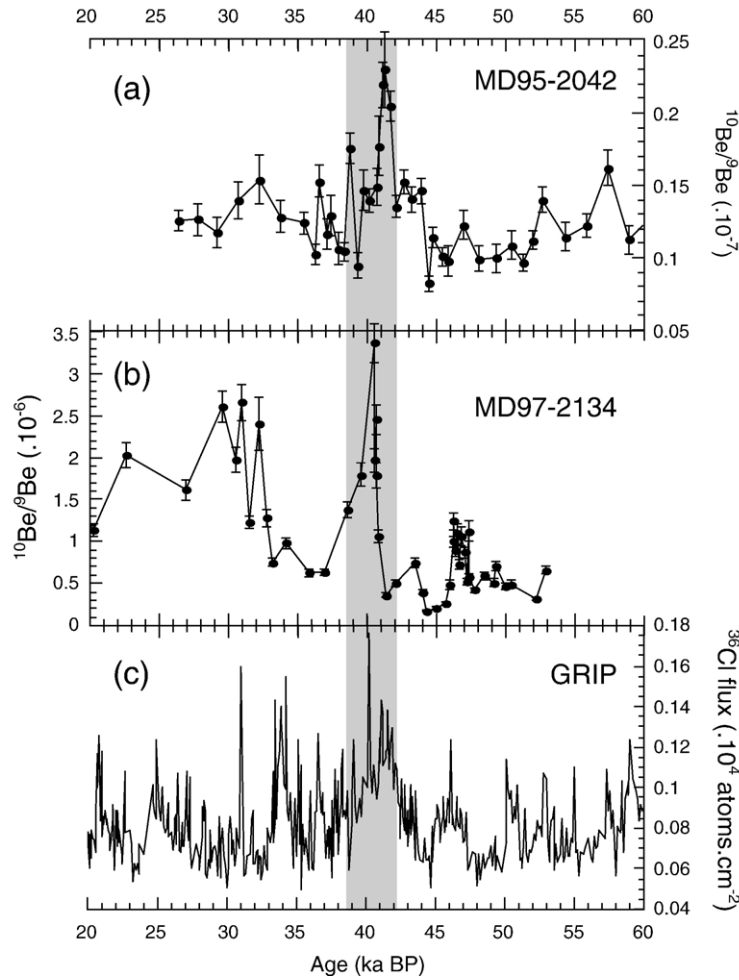 20 25 30 35 40 45 50 55 60
(a)
MD95-2042
0.25
0.2
0.15
0.1
0.05
¹⁰Be/⁹Be (.10⁻⁷)
3.5
3
2.5
2
1.5
1
0.5
0
¹⁰Be/⁹Be (.10⁻⁶)
(b)
MD97-2134
(c)
GRIP
0.18
0.16
0.14
0.12
0.1
0.08
0.06
0.04
³⁶Cl flux (.10⁴ atoms.cm⁻²)
20 25 30 35 40 45 50 55 60
Age (ka BP)